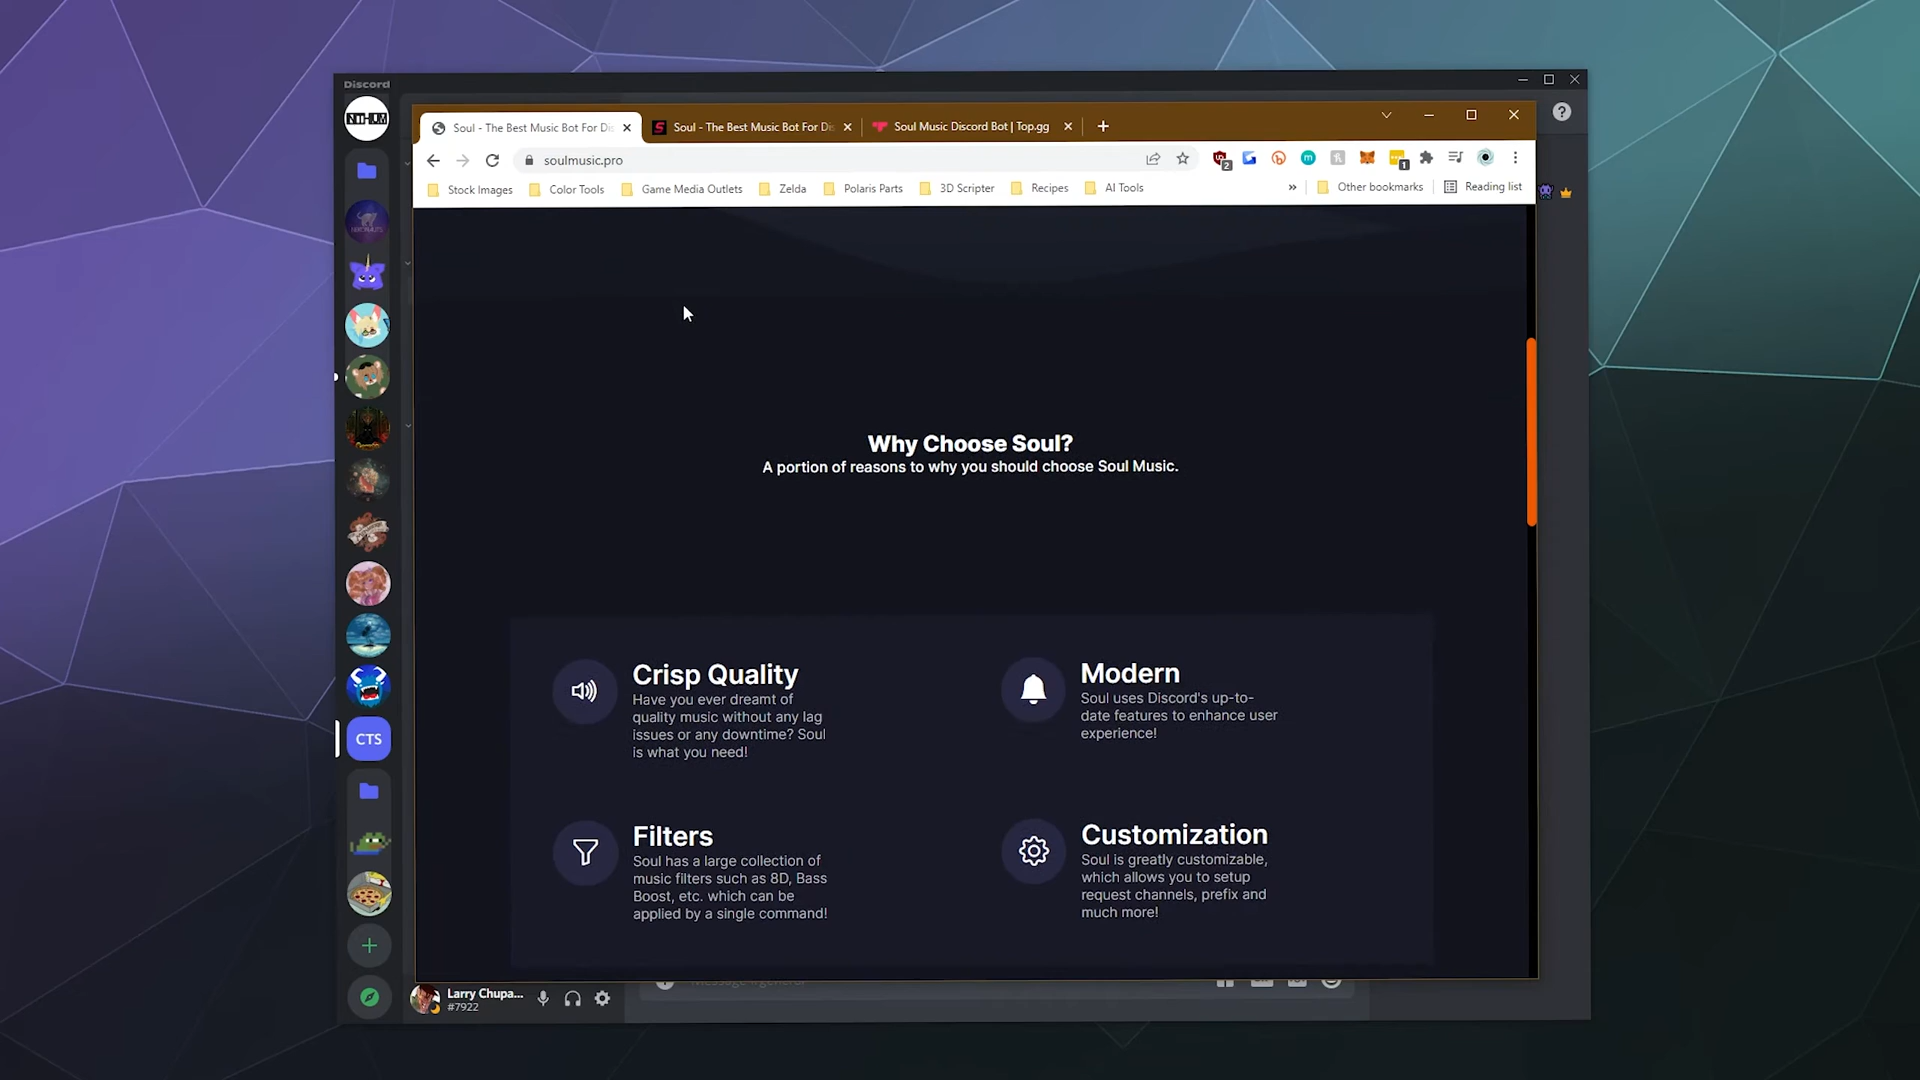 Discord
Soul - The Best Music Bot For Di
Soul - The Best Music Bot For Di
Soul Music Discord Bot | Top.gg
soulmusic.pro
2
1
Stock Images
Color Tools
Game Media Outlets
Zelda
Polaris Parts
3D Scripter
Recipes
AI Tools
»
Other bookmarks
Reading list
Why Choose Soul?
A portion of reasons to why you should choose Soul Music.
Crisp Quality
Have you ever dreamt of
quality music without any lag
issues or any downtime? Soul
is what you need!
Modern
Soul uses Discord's up-to-
date features to enhance user
experience!
Filters
Soul has a large collection of
music filters such as 8D, Bass
Boost, etc. which can be
applied by a single command!
Customization
Soul is greatly customizable,
which allows you to setup
request channels, prefix and
much more!
CTS
Larry Chupa...
#7922